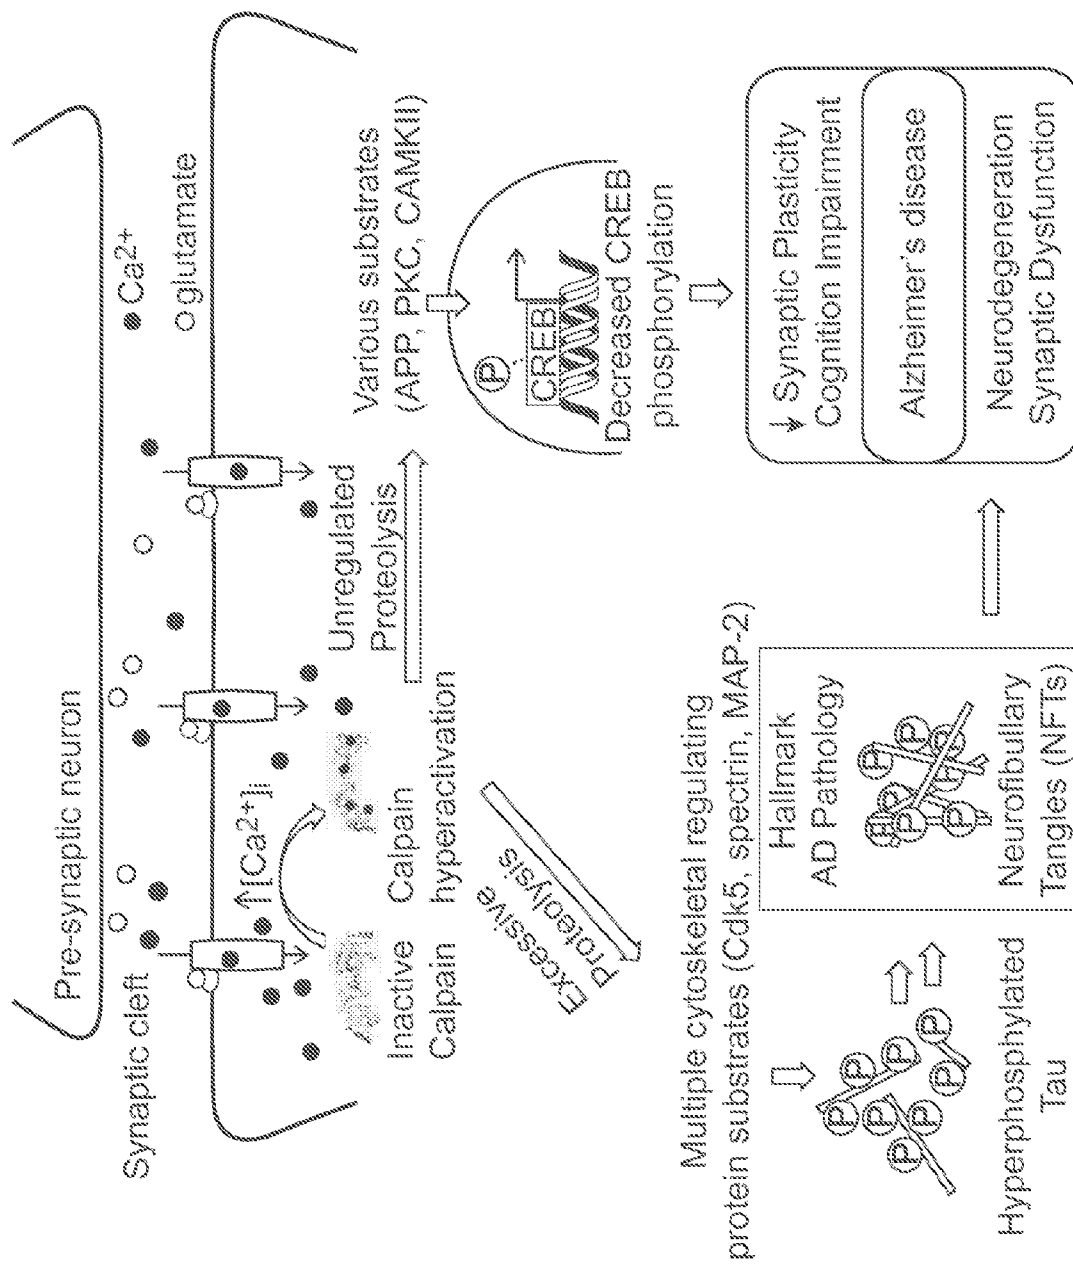 Pre-synaptic neuron
Synaptic cleft
Ca2+
glutamate
↑[Ca2+]i
Inactive
Calpain
Calpain
hyperactivation
Unregulated
Proteolysis
Various substrates
(APP, PKC, CAMKII)
P
CREB
Decreased CREB
phosphorylation
Excessive
Proteolysis
Multiple cytoskeletal regulating
protein substrates (Cdk5, spectrin, MAP-2)
P P P P P P P P
Hyperphosphylated
Tau
Hallmark
AD Pathology
P P P P P P
Neurofibullary
Tangles (NFTs)
↓ Synaptic Plasticity
Cognition Impairment
Alzheimer's disease
Neurodegeneration
Synaptic Dysfunction